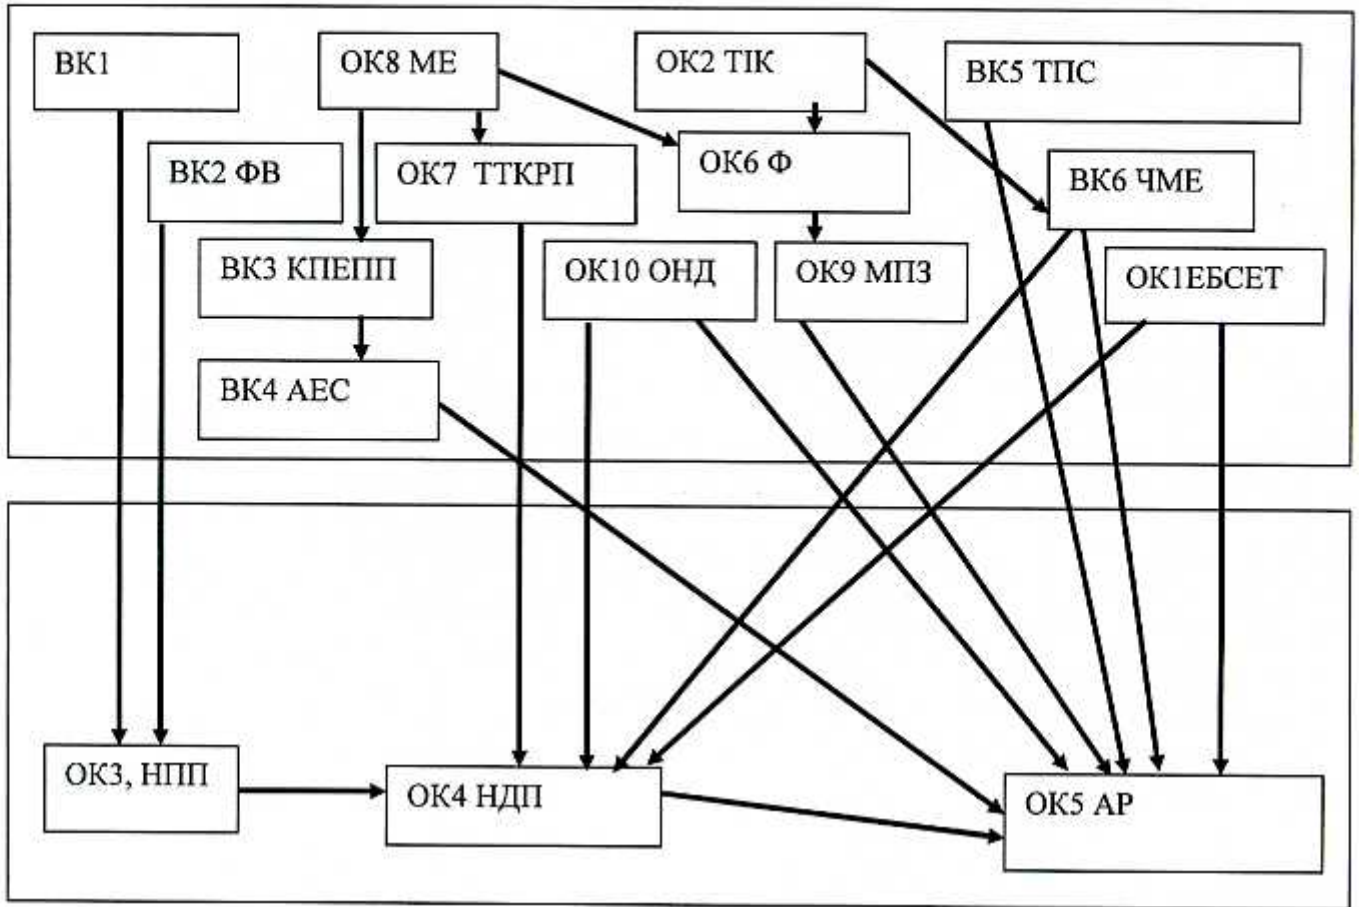 ВК1
ОК8 МЕ
ОК2 ТІК
ВК5 ТПС
ВК2 ФВ
ОК7 ТТКРП
ОК6 Ф
ВК6 ЧМЕ
ВК3 КПЕПП
ОК10 ОНД
ОК9 МПЗ
ОК1ЕБСЕТ
ВК4 АЕС
ОК3, НПП
ОК4 НДП
ОК5 АР